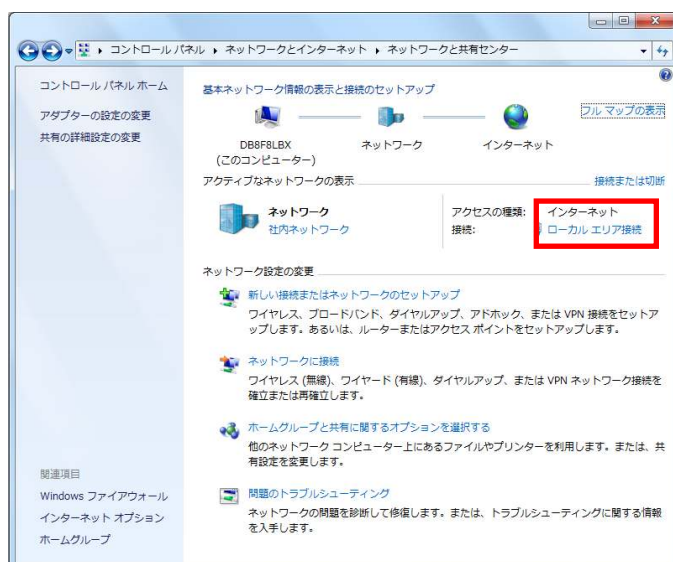 コントロール パネル ▸ ネットワークとインターネット ▸ ネットワークと共有センター
コントロール パネル ホーム
アダプターの設定の変更
共有の詳細設定の変更
基本ネットワーク情報の表示と接続のセットアップ
フル マップの表示
DB8F8LBX
(このコンピューター)
ネットワーク
インターネット
アクティブなネットワークの表示
接続または切断
ネットワーク
社内ネットワーク
アクセスの種類: インターネット
接続: ローカル エリア接続
ネットワーク設定の変更
新しい接続またはネットワークのセットアップ
ワイヤレス、ブロードバンド、ダイヤルアップ、アドホック、または VPN 接続をセットア
ップします。あるいは、ルーターまたはアクセス ポイントをセットアップします。
ネットワークに接続
ワイヤレス (無線)、ワイヤード (有線)、ダイヤルアップ、または VPN ネットワーク接続を
確立または再確立します。
ホームグループと共有に関するオプションを選択する
他のネットワーク コンピューター上にあるファイルやプリンターを利用します。または、共
有設定を変更します。
問題のトラブルシューティング
ネットワークの問題を診断して修復します。または、トラブルシューティングに関する情報
を入手します。
関連項目
Windows ファイアウォール
インターネット オプション
ホームグループ